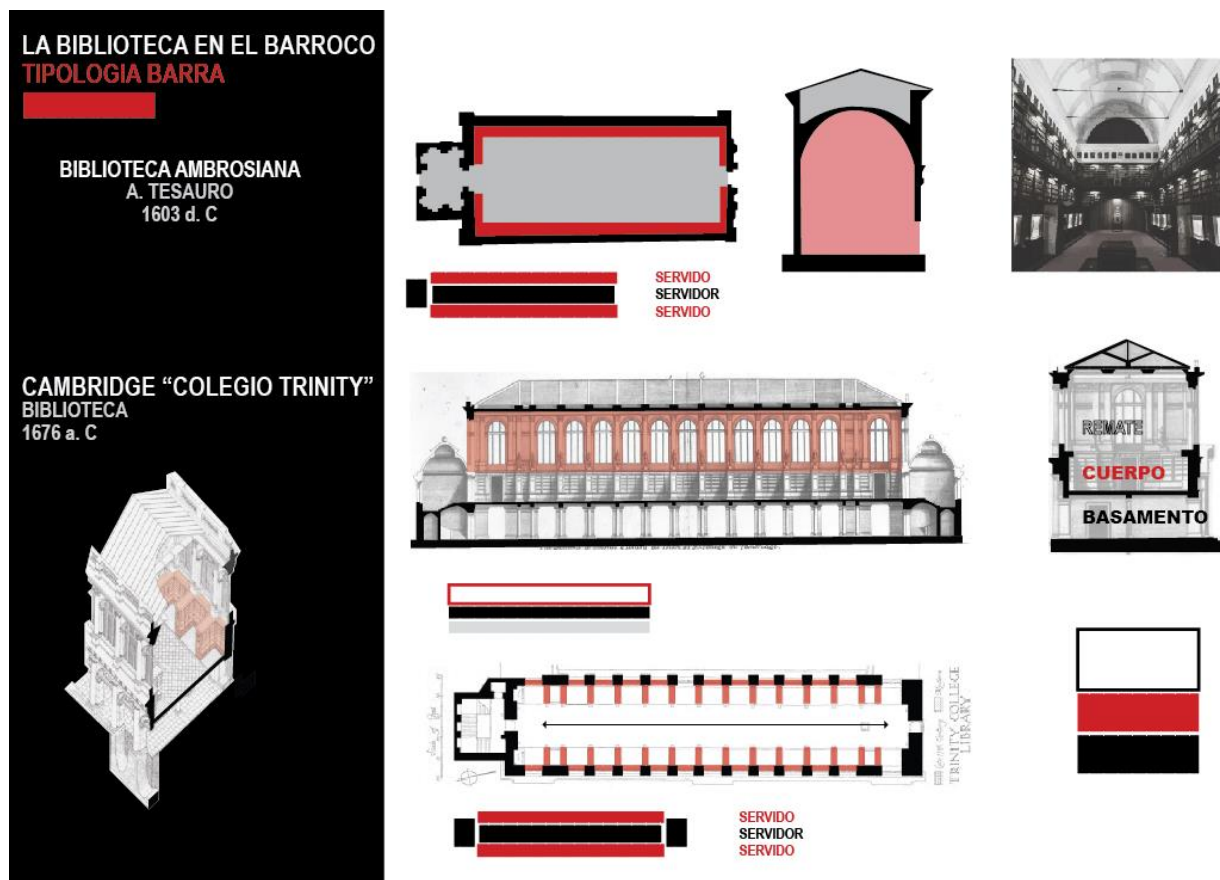 LA BIBLIOTECA EN EL BARROCO
TIPOLOGIA BARRA
BIBLIOTECA AMBROSIANA
A. TESAURO
1603 d. C
SERVIDO
SERVIDOR
SERVIDO
CAMBRIDGE “COLEGIO TRINITY”
BIBLIOTECA
1676 a. C
REMATE
CUERPO
BASAMENTO
TRINITY COLLEGE
LIBRARY
SERVIDO
SERVIDOR
SERVIDO